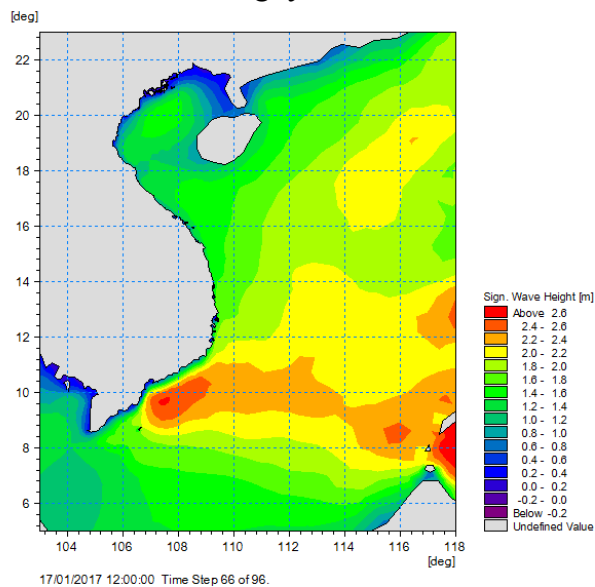 [deg]
22
20
18
16
14
12
10
8
6
104 106 108 110 112 114 116 118
[deg]
17/01/2017 12:00:00 Time Step 66 of 96.
Sign. Wave Height [m]
Above 2.6
2.4 - 2.6
2.2 - 2.4
2.0 - 2.2
1.8 - 2.0
1.6 - 1.8
1.4 - 1.6
1.2 - 1.4
1.0 - 1.2
0.8 - 1.0
0.6 - 0.8
0.4 - 0.6
0.2 - 0.4
0.0 - 0.2
-0.2 - 0.0
Below -0.2
Undefined Value